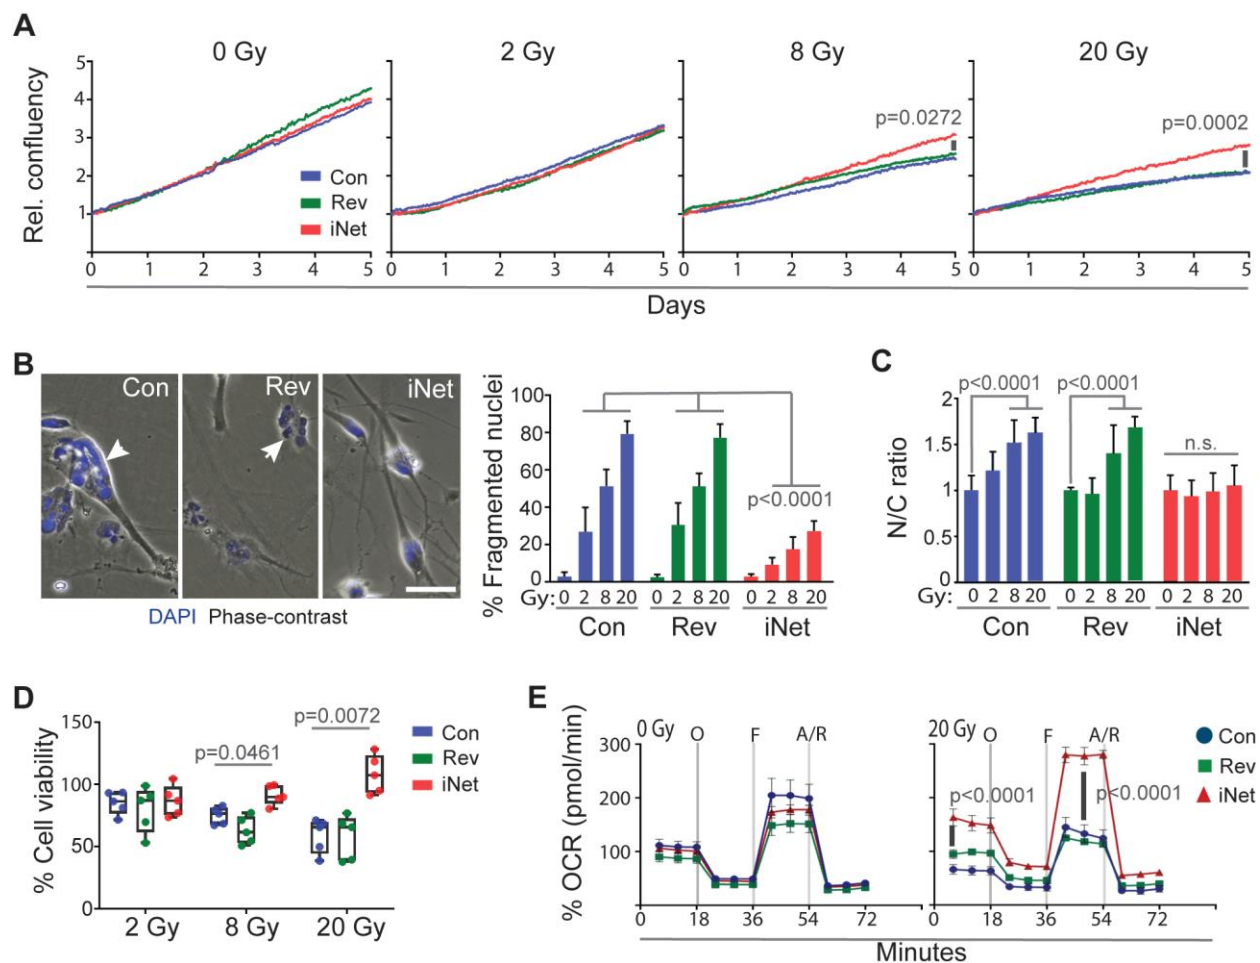 A
0 Gy 2 Gy 8 Gy 20 Gy
Rel. confluency
5
4
3
2
1
Con
Rev
iNet
p=0.0272
p=0.0002
0 1 2 3 4 5 0 1 2 3 4 5 0 1 2 3 4 5 0 1 2 3 4 5
Days
B
Con Rev iNet
DAPI Phase-contrast
% Fragmented nuclei
100
80
60
40
20
0
p<0.0001
Gy: 0 2 8 20 0 2 8 20 0 2 8 20
Con Rev iNet
C
N/C ratio
2
1.5
1
0.5
0
p<0.0001 p<0.0001
n.s.
Gy: 0 2 8 20 0 2 8 20 0 2 8 20
Con Rev iNet
D
% Cell viability
150
100
50
0
p=0.0461
p=0.0072
Con
Rev
iNet
2 Gy 8 Gy 20 Gy
E
% OCR (pmol/min)
0 Gy O F A/R
20 Gy O F A/R
300
200
100
p<0.0001
p<0.0001
Con
Rev
iNet
0 18 36 54 72 0 18 36 54 72
Minutes